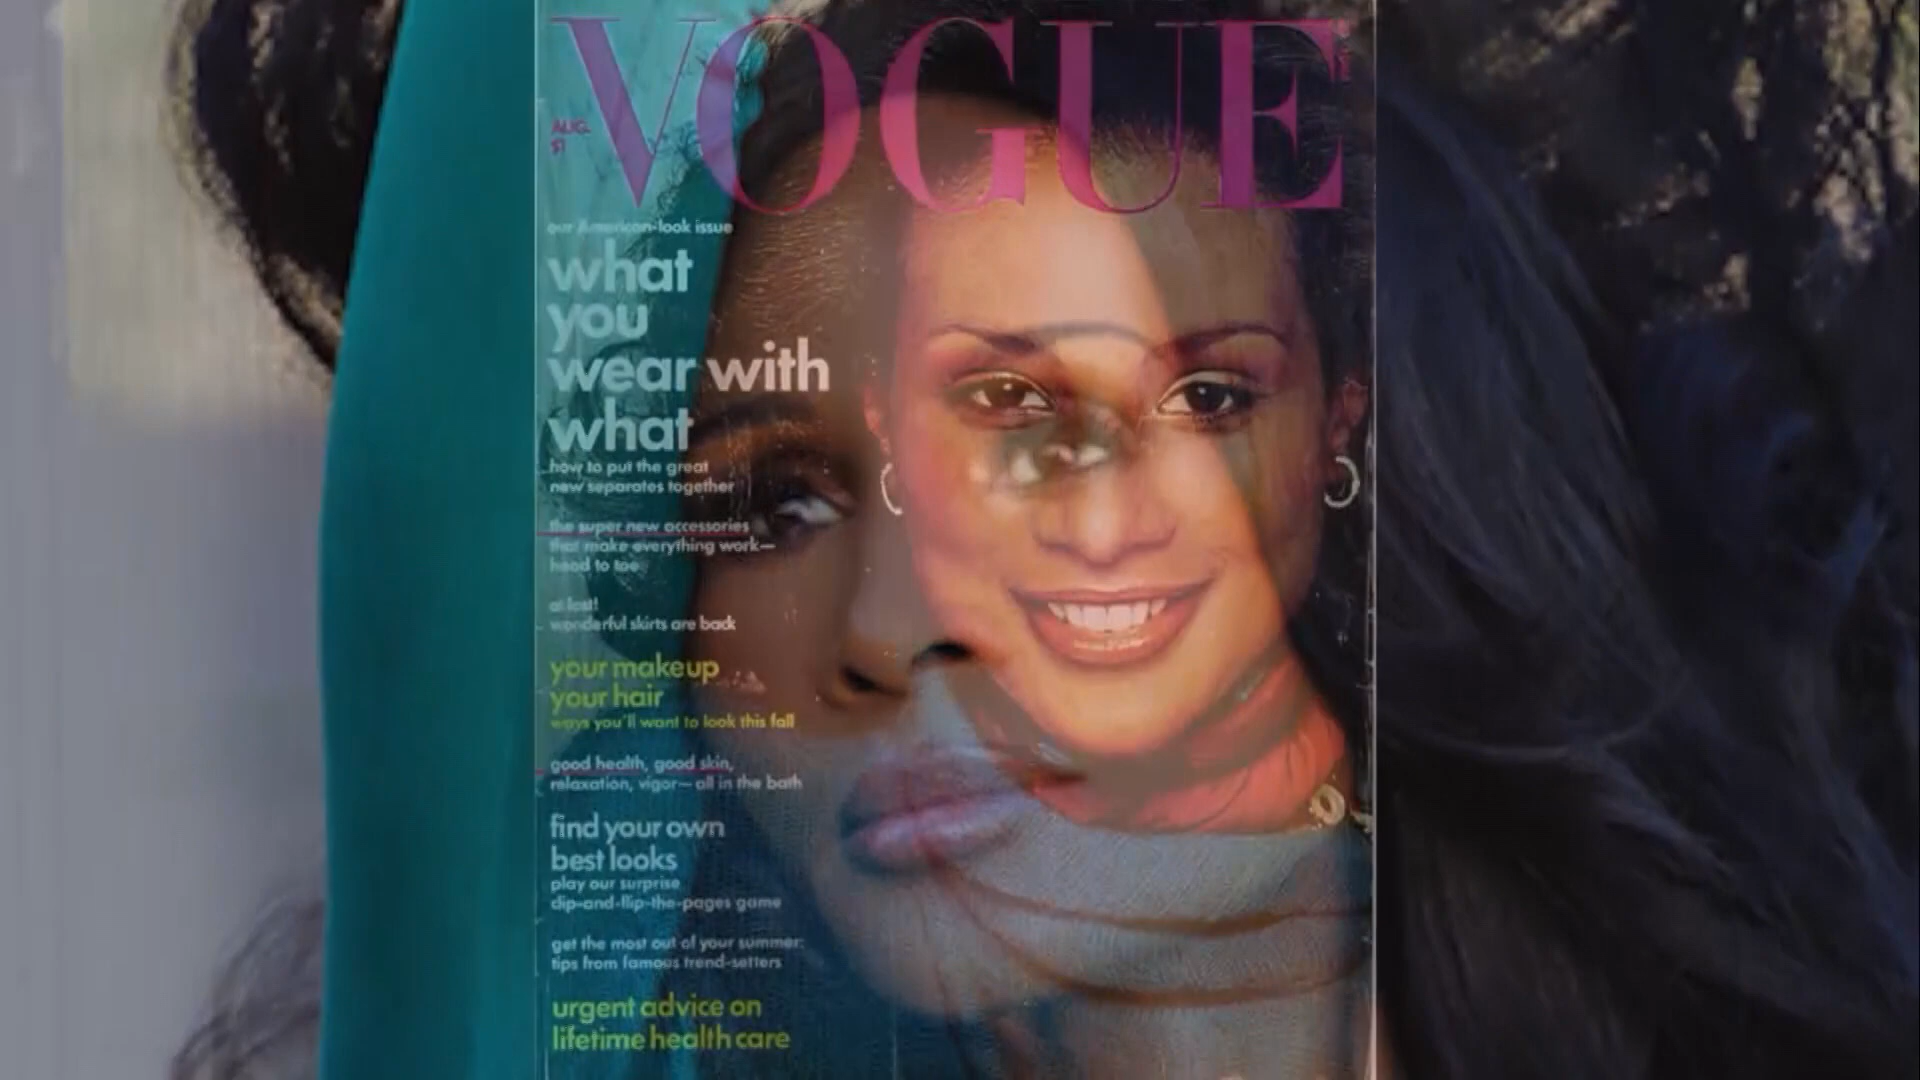 VOGUE
AUG.
$1
our American-look issue
what
you
wear with
what
how to put the great
new separates together
the super new accessories
that make everything work—
head to toe
at last!
wonderful skirts are back
your makeup
your hair
ways you'll want to look this fall
good health, good skin,
relaxation, vigor—all in the bath
find your own
best looks
play our surprise
clip-and-flip-the-pages game
get the most out of your summer:
tips from famous trend-setters
urgent advice on
lifetime health care